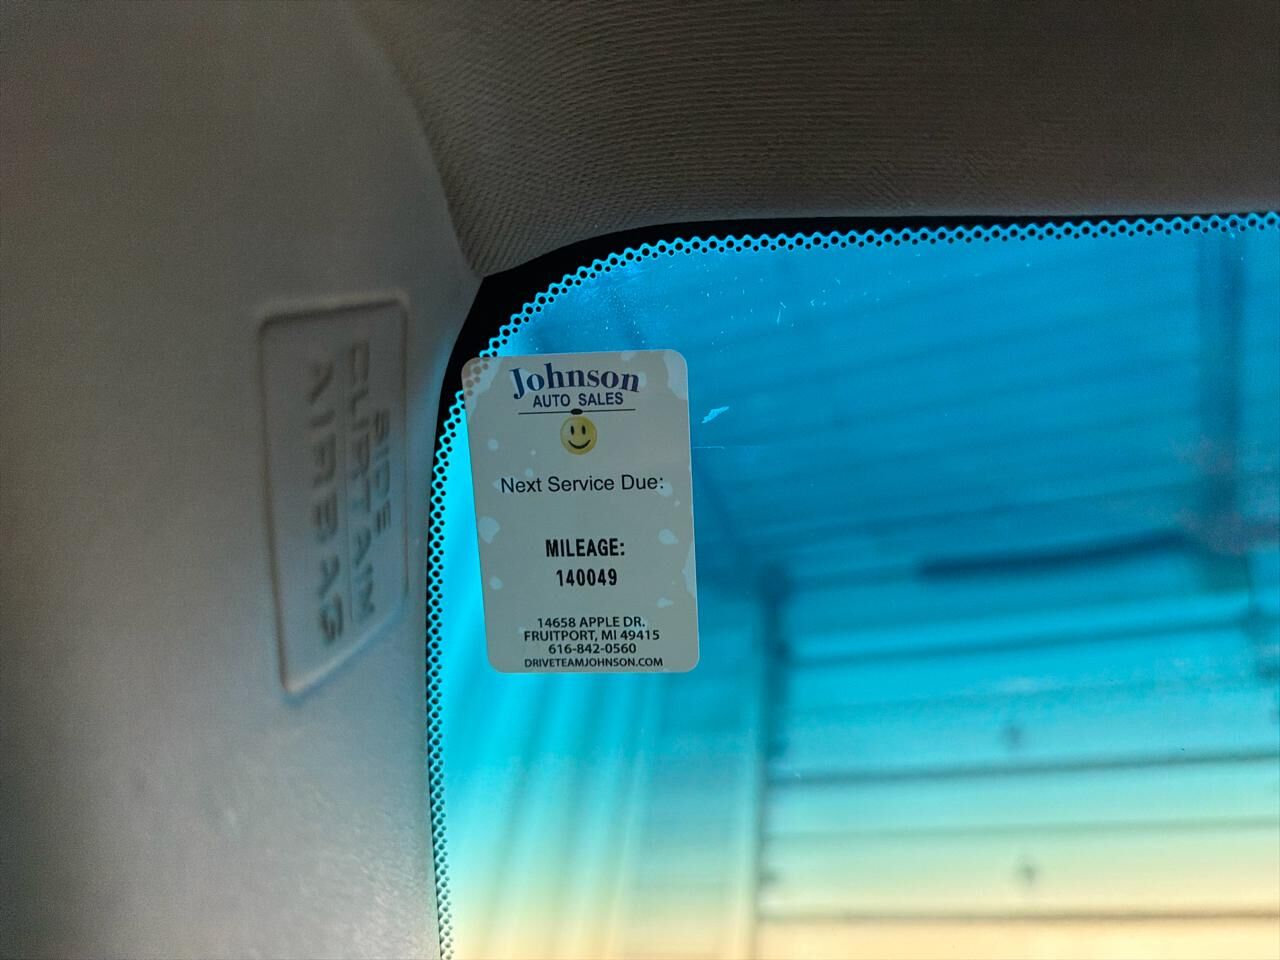 Johnson
AUTO SALES
Next Service Due:
MILEAGE:
140049
14658 APPLE DR.
FRUITPORT, MI 49415
616-842-0560
DRIVETEAMJOHNSON.COM
SIDE
CURTAIN
AIRBAG